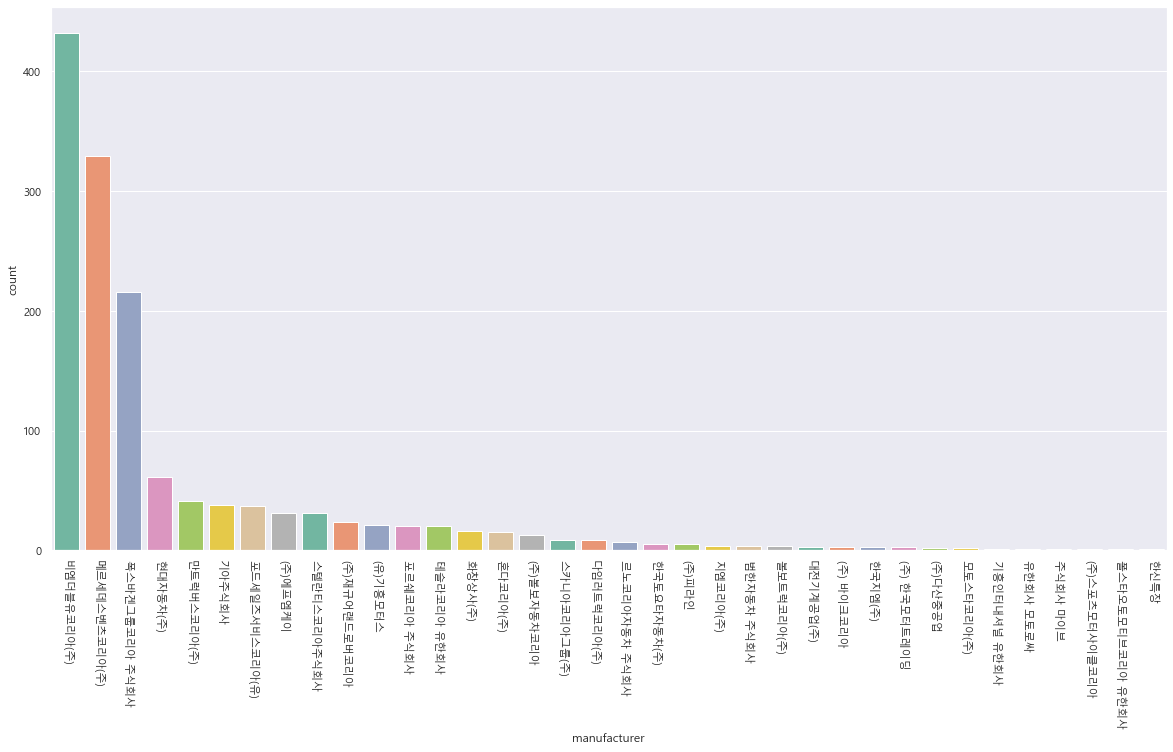 400
300
200
100
0
count
비엠더블유코리아(주)
메르세데스벤츠코리아(주)
폭스바겐그룹코리아 주식회사
현대자동차(주)
만트럭버스코리아(주)
기아주식회사
포드세일즈서비스코리아(유)
(주)에프엠케이
스텔란티스코리아주식회사
(주)재규어랜드로버코리아
(유)기흥모터스
포르쉐코리아 주식회사
테슬라코리아 유한회사
화창상사(주)
혼다코리아(주)
(주)볼보자동차코리아
스카니아코리아그룹(주)
다임러트럭코리아(주)
르노코리아자동차 주식회사
한국토요타자동차(주)
(주)피라인
지엠코리아(주)
범한자동차 주식회사
볼보트럭코리아(주)
대전기계공업(주)
(주) 바이크코리아
한국지엠(주)
(주) 한국모터트레이딩
(주)다산중공업
모토스타코리아(주)
기흥인터내셔널 유한회사
유한회사 모토로싸
주식회사 마이브
(주)스포츠모터사이클코리아
폴스타오토모티브코리아 유한회사
한신특장
manufacturer